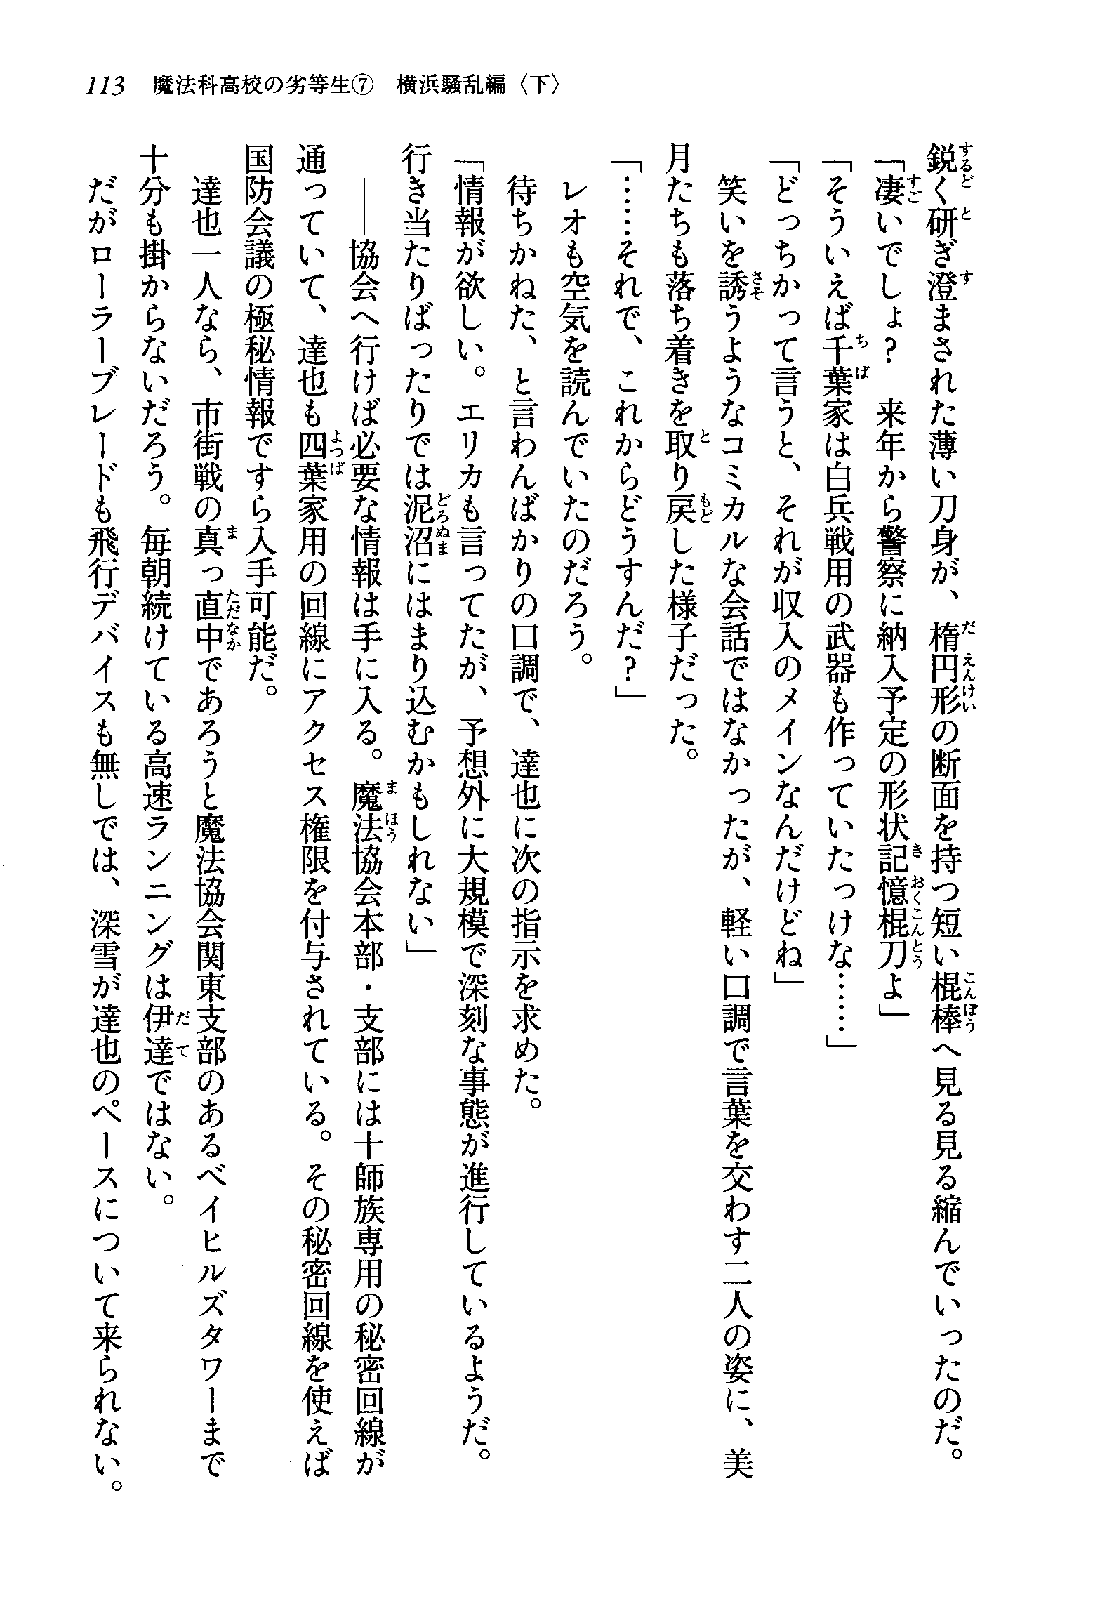 113 魔法科高校の劣等生⑦ 横浜騒乱編〈下〉
鋭く研ぎ澄まされた薄い刀身が、楕円形の断面を持つ短い棍棒へ見る見る縮んでいったのだ。
「凄いでしょ？　来年から警察に納入予定の形状記憶棍刀よ」
「そういえば千葉家は白兵戦用の武器も作っていたっけな……」
「どっちかって言うと、それが収入のメインなんだけどね」
　笑いを誘うようなコミカルな会話ではなかったが、軽い口調で言葉を交わす二人の姿に、美
月たちも落ち着きを取り戻した様子だった。
「……それで、これからどうすんだ？」
　レオも空気を読んでいたのだろう。
　待ちかねた、と言わんばかりの口調で、達也に次の指示を求めた。
「情報が欲しい。エリカも言ってたが、予想外に大規模で深刻な事態が進行しているようだ。
行き当たりばったりでは泥沼にはまり込むかもしれない」
　――協会へ行けば必要な情報は手に入る。魔法協会本部・支部には十師族専用の秘密回線が
通っていて、達也も四葉家用の回線にアクセス権限を付与されている。その秘密回線を使えば
国防会議の極秘情報ですら入手可能だ。
　達也一人なら、市街戦の真っ直中であろうと魔法協会関東支部のあるベイヒルズタワーまで
十分も掛からないだろう。毎朝続けている高速ランニングは伊達ではない。
　だがローラーブレードも飛行デバイスも無しでは、深雪が達也のペースについて来られない。